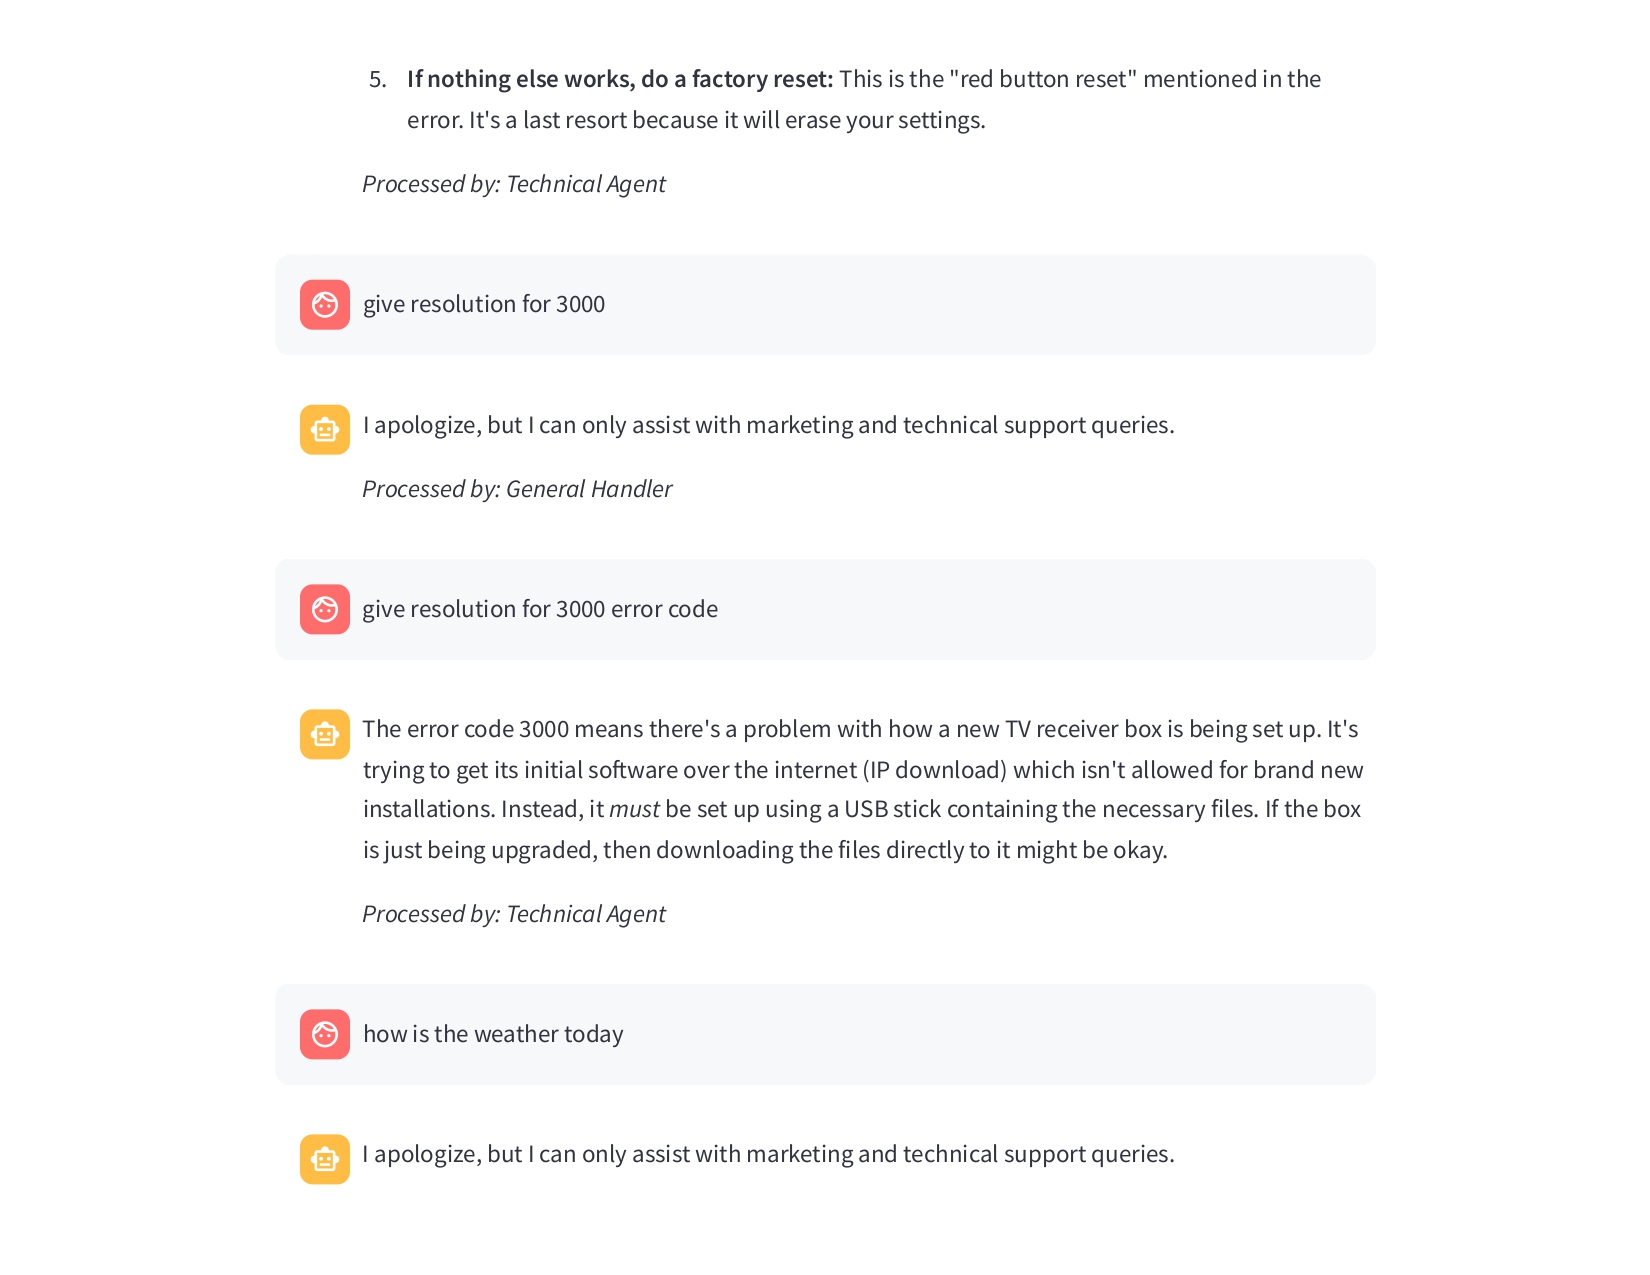 5. If nothing else works, do a factory reset: This is the "red button reset" mentioned in the
error. It's a last resort because it will erase your settings.
Processed by: Technical Agent
give resolution for 3000
I apologize, but I can only assist with marketing and technical support queries.
Processed by: General Handler
give resolution for 3000 error code
The error code 3000 means there's a problem with how a new TV receiver box is being set up. It's
trying to get its initial software over the internet (IP download) which isn't allowed for brand new
installations. Instead, it must be set up using a USB stick containing the necessary files. If the box
is just being upgraded, then downloading the files directly to it might be okay.
Processed by: Technical Agent
how is the weather today
I apologize, but I can only assist with marketing and technical support queries.